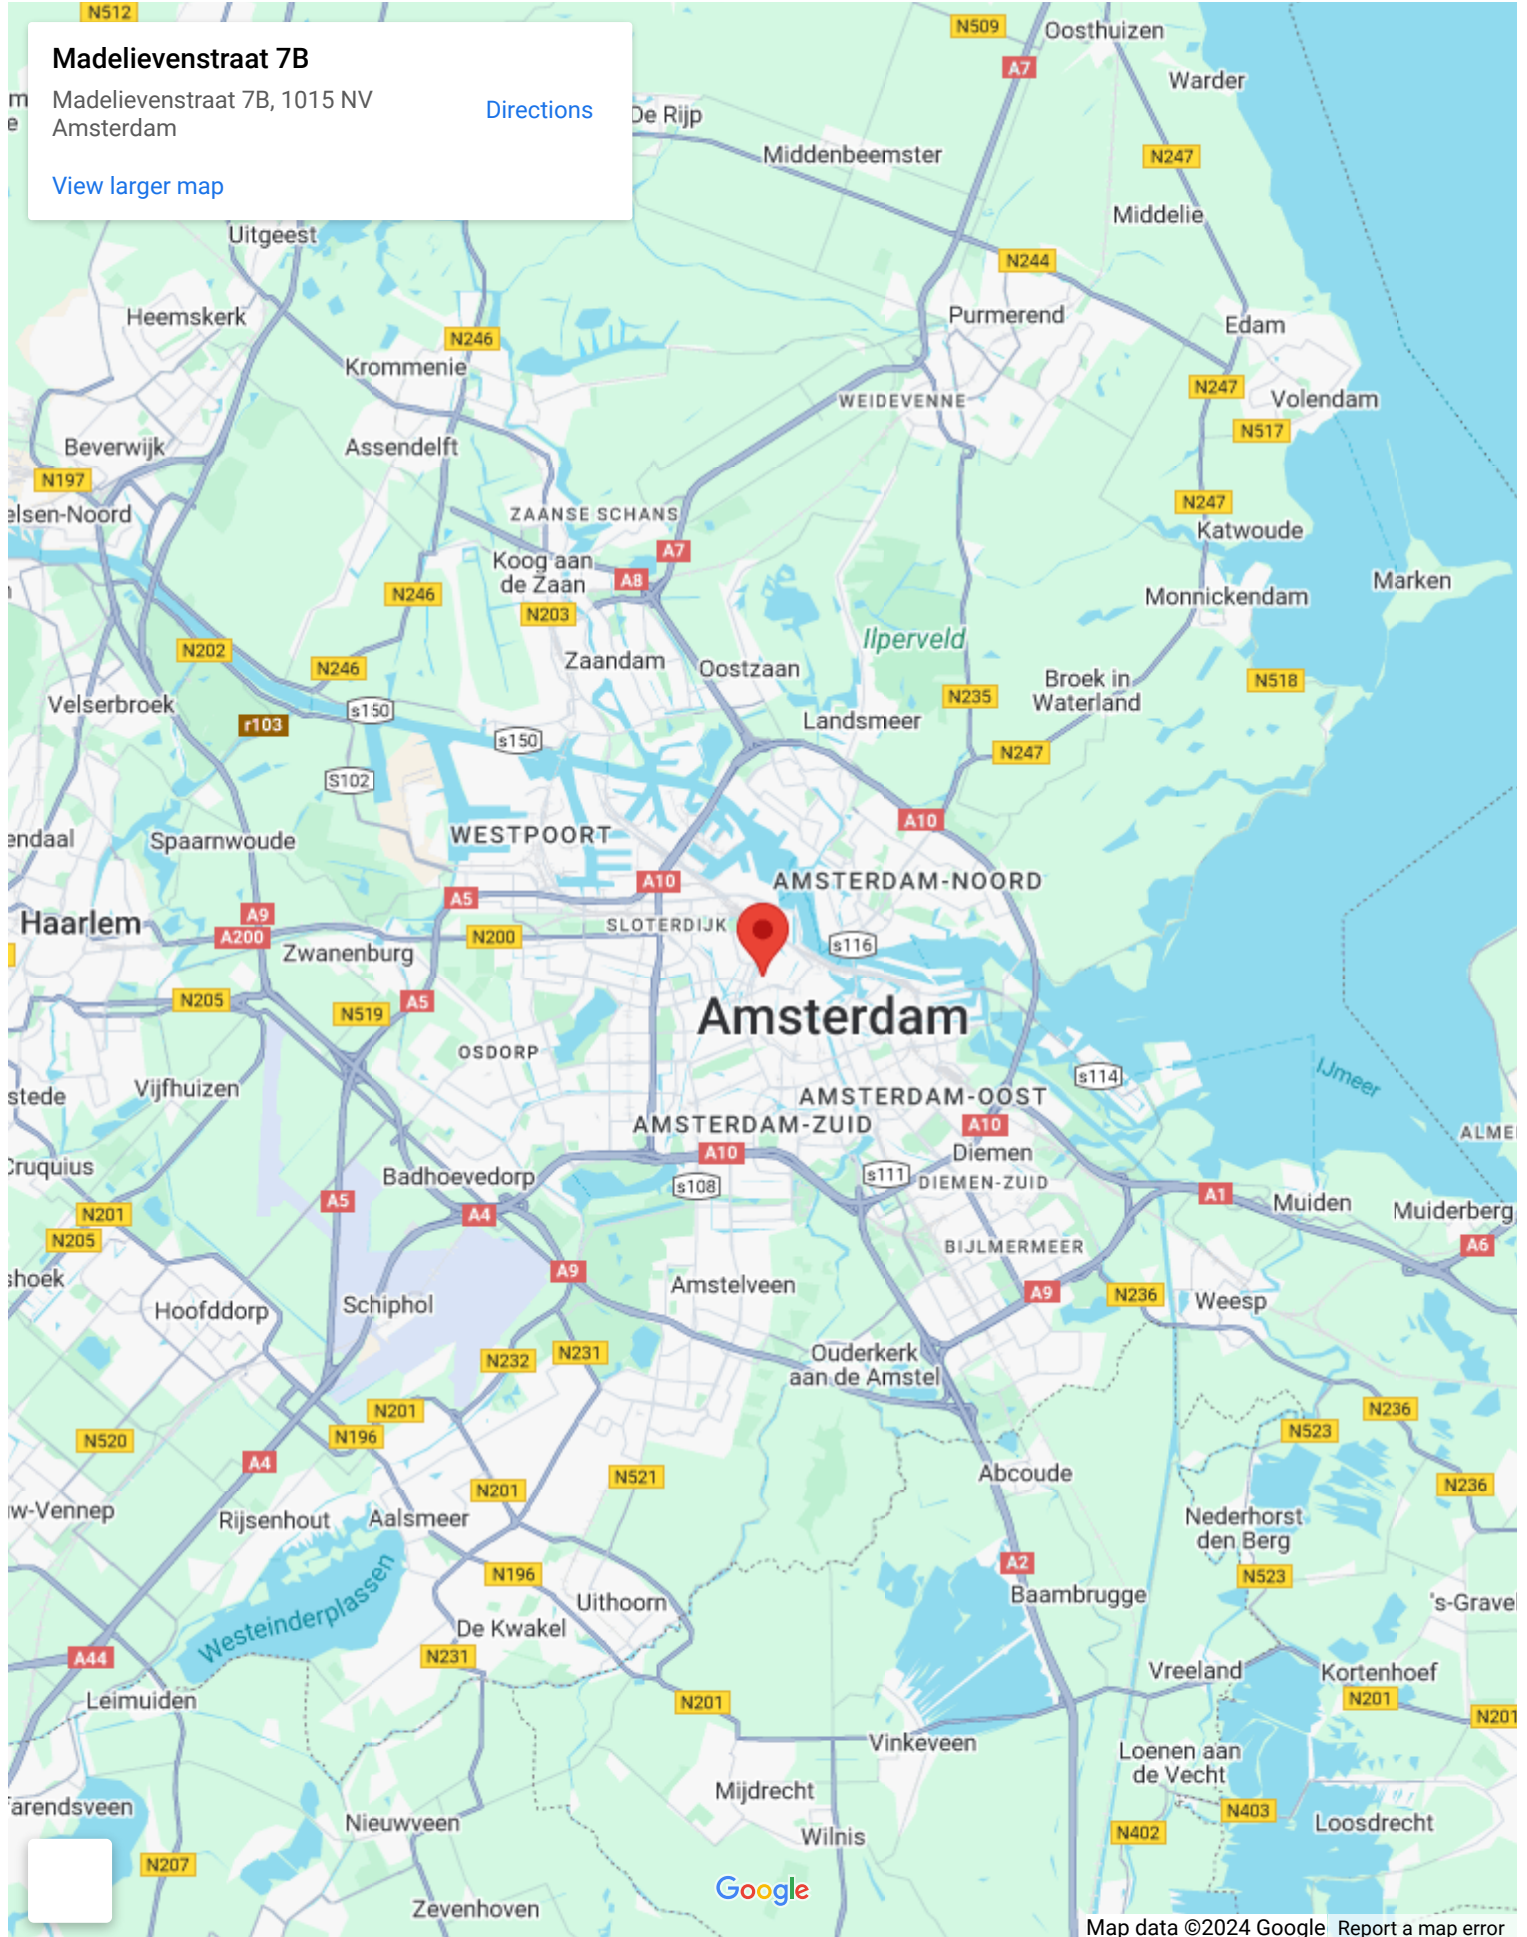 N512
Madelievenstraat 7B
Madelievenstraat 7B, 1015 NV
Amsterdam
Directions
View larger map
N509
Oosthuizen
A7
Warder
De Rijp
Middenbeemster
N247
Middelie
Uitgeest
N244
Heemskerk
Purmerend
Edam
N246
Krommenie
N247
WEIDEVENNE
Volendam
N517
Beverwijk
Assendelft
N197
N247
elsen-Noord
ZAANSE SCHANS
Katwoude
A7
Koog aan
de Zaan
A8
Marken
N246
N203
Monnickendam
Ilperveld
N202
N246
Zaandam
Oostzaan
Broek in
Waterland
N518
N235
Velserbroek
s150
r103
Landsmeer
s150
N247
S102
A10
WESTPOORT
endaal
Spaarnwoude
A10
AMSTERDAM-NOORD
A5
A9
Haarlem
SLOTERDIJK
A200
N200
s116
Zwanenburg
N205
A5
N519
Amsterdam
OSDORP
s114
IJmeer
Vijfhuizen
stede
AMSTERDAM-OOST
AMSTERDAM-ZUID
A10
ALME
A10
Diemen
Cruquius
Badhoevedorp
s111
s108
DIEMEN-ZUID
A5
A1
Muiden
Muiderberg
N201
A4
N205
BIJLMERMEER
A6
shoek
A9
Amstelveen
A9
N236
Weesp
Hoofddorp
Schiphol
N232
N231
Ouderkerk
aan de Amstel
N201
N236
N196
N523
N520
A4
N521
Abcoude
N201
N236
w-Vennep
Rijsenhout
Aalsmeer
Nederhorst
den Berg
A2
N196
N523
Westeinderplassen
Baambrugge
Uithoorn
's-Gravel
De Kwakel
N231
A44
Vreeland
Kortenhoef
Leimuiden
N201
N201
N201
Vinkeveen
Loenen aan
de Vecht
Mijdrecht
arendsveen
N403
Nieuwveen
Loosdrecht
Wilnis
N402
N207
Google
Zevenhoven
Map data ©2024 Google
Report a map error